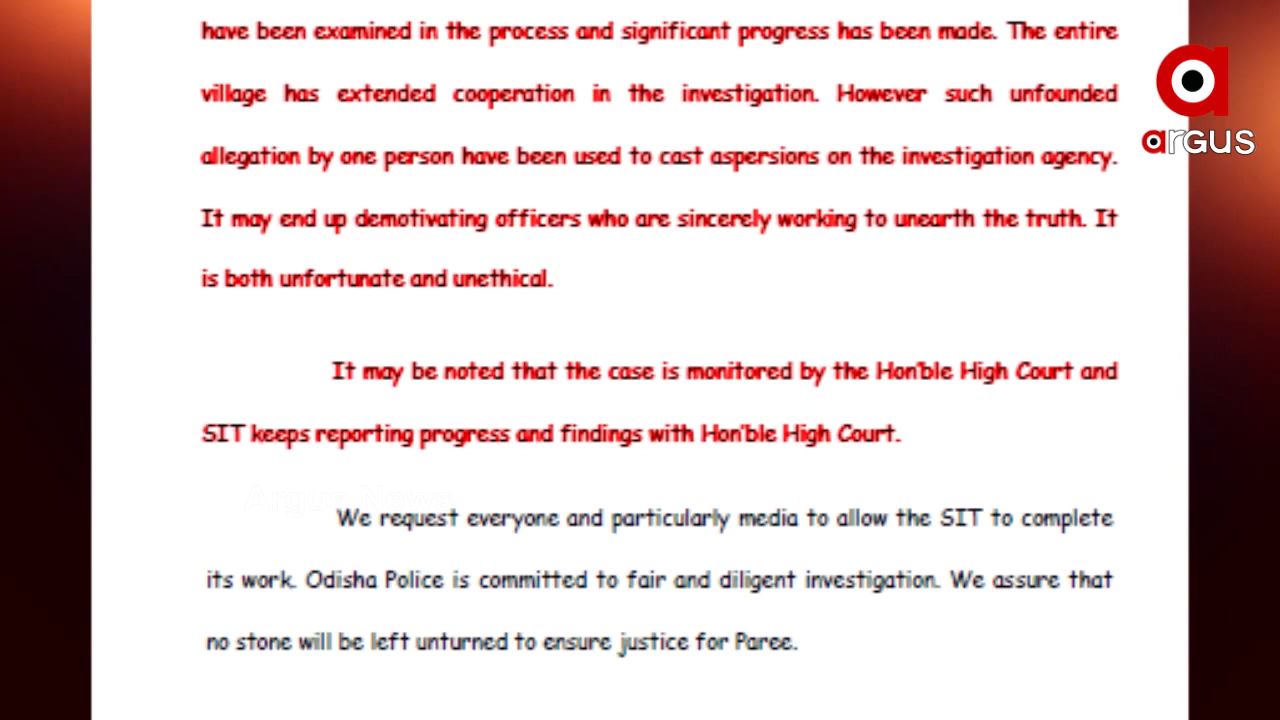 have been examined in the process and significant progress has been made. The entire
village has extended cooperation in the investigation. However such unfounded
allegation by one person have been used to cast aspersions on the investigation agency.
It may end up demotivating officers who are sincerely working to unearth the truth. It
is both unfortunate and unethical.
It may be noted that the case is monitored by the Hon'ble High Court and
SIT keeps reporting progress and findings with Hon'ble High Court.
Argus News
We request everyone and particularly media to allow the SIT to complete
its work. Odisha Police is committed to fair and diligent investigation. We assure that
no stone will be left unturned to ensure justice for Paree.
argus